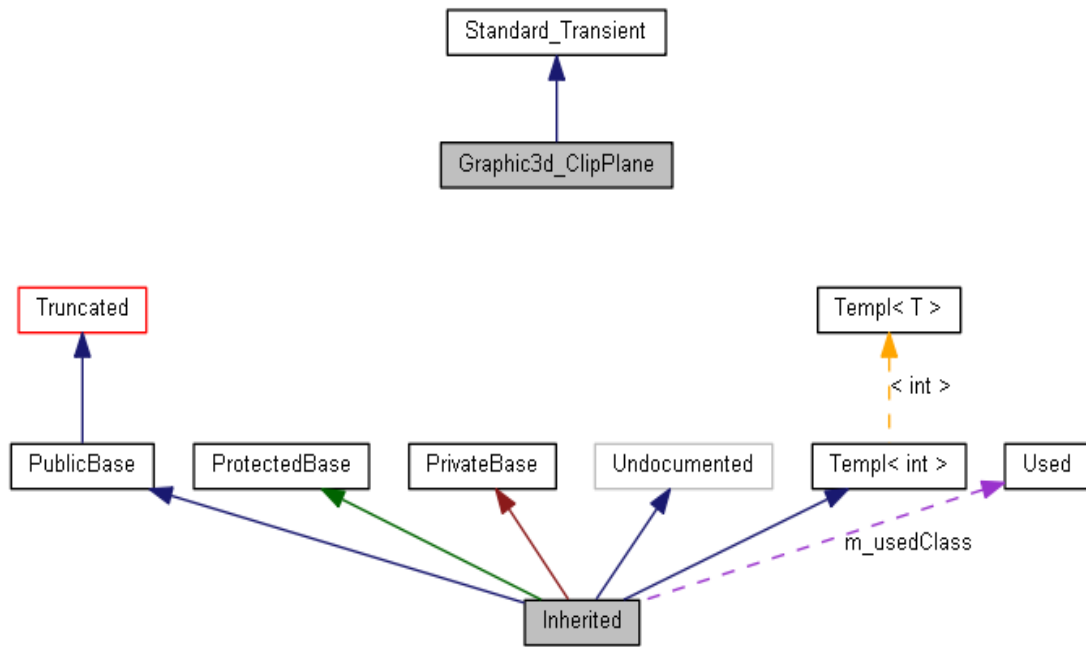 Standard_Transient
Graphic3d_ClipPlane
Truncated
Templ< T >
< int >
PublicBase
ProtectedBase
PrivateBase
Undocumented
Templ< int >
Used
m_usedClass
Inherited